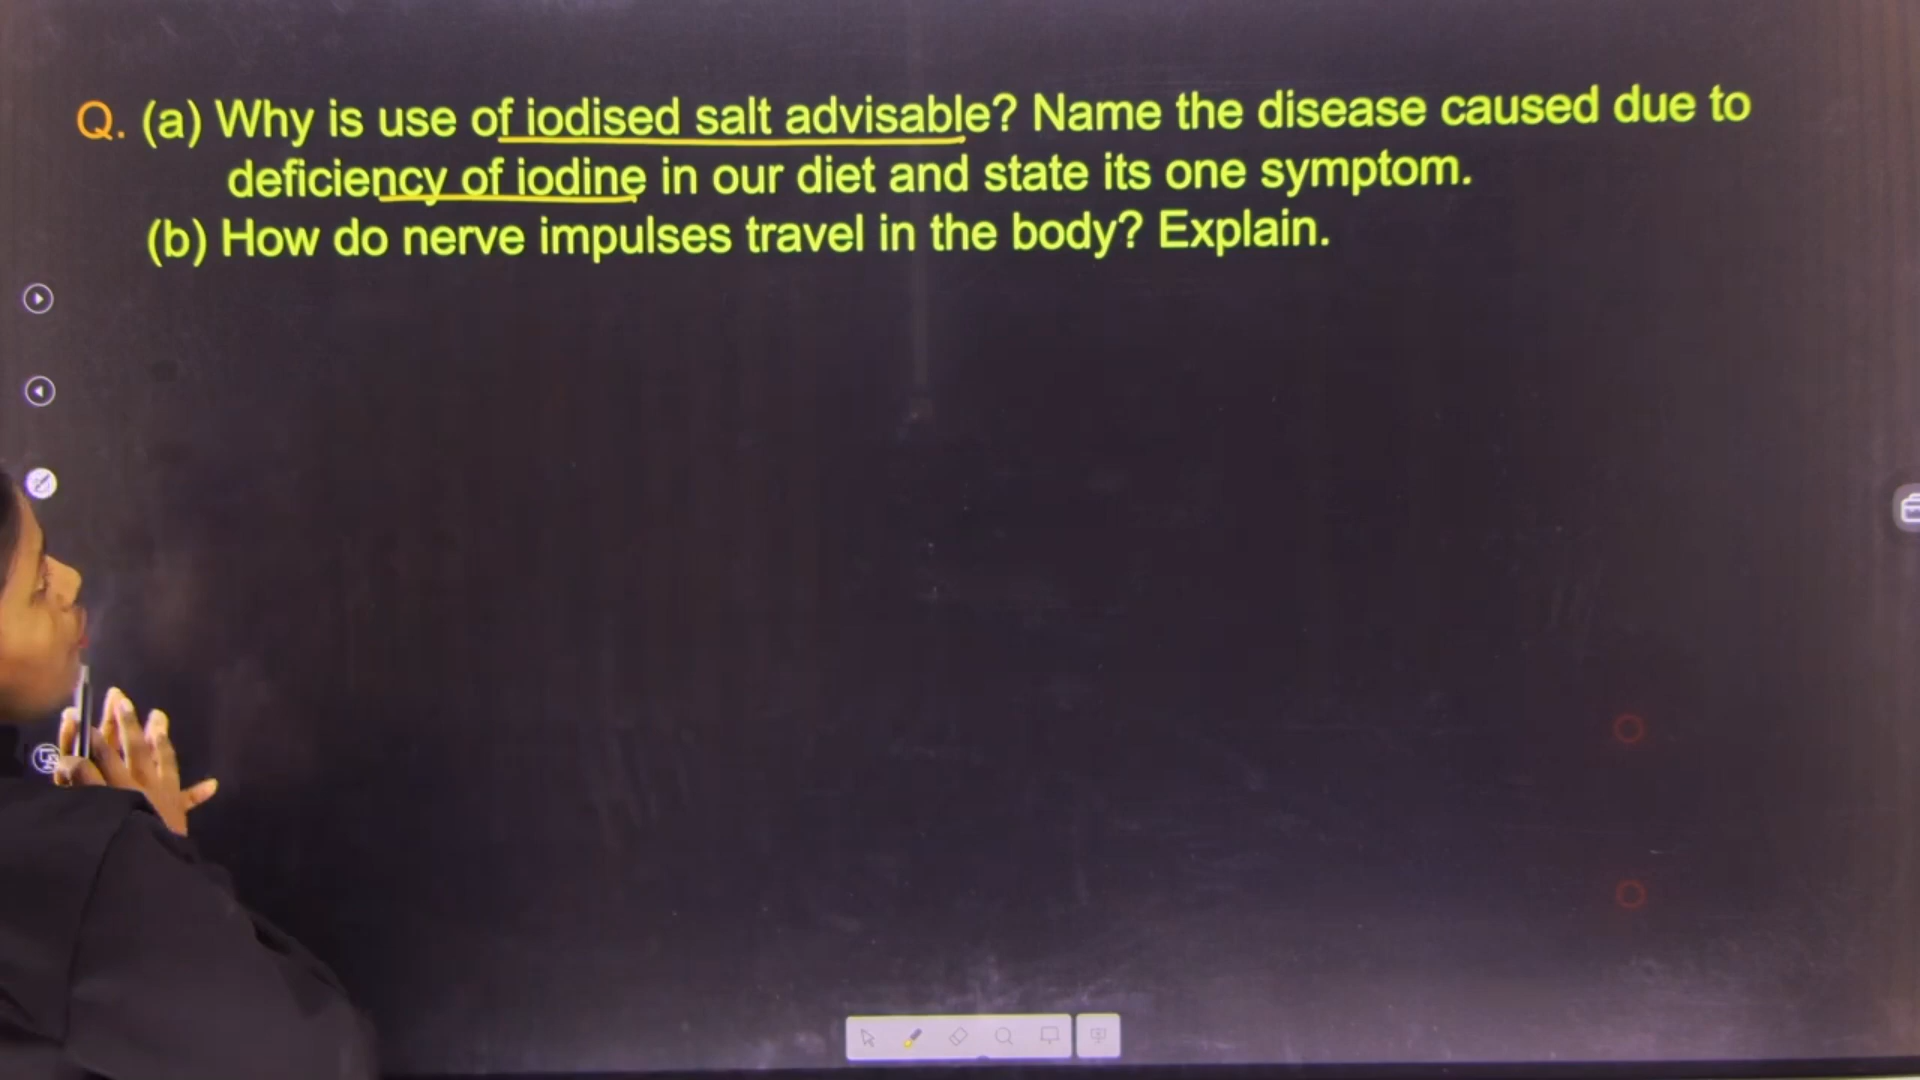 Q. (a) Why is use of iodised salt advisable? Name the disease caused due to
deficiency of iodine in our diet and state its one symptom.
(b) How do nerve impulses travel in the body? Explain.